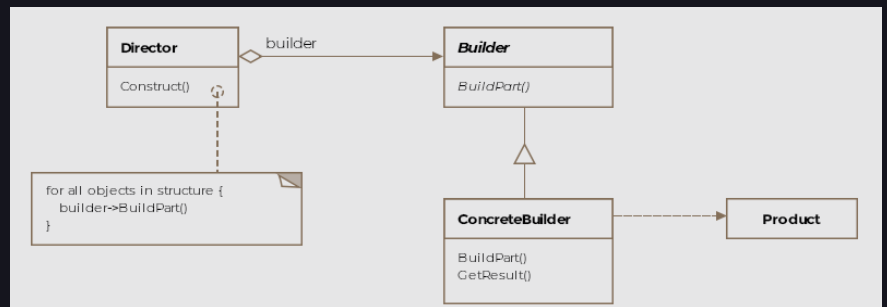 Director
Construct()
builder
Builder
BuildPart()
for all objects in structure {
builder->BuildPart()
}
ConcreteBuilder
BuildPart()
GetResult()
Product